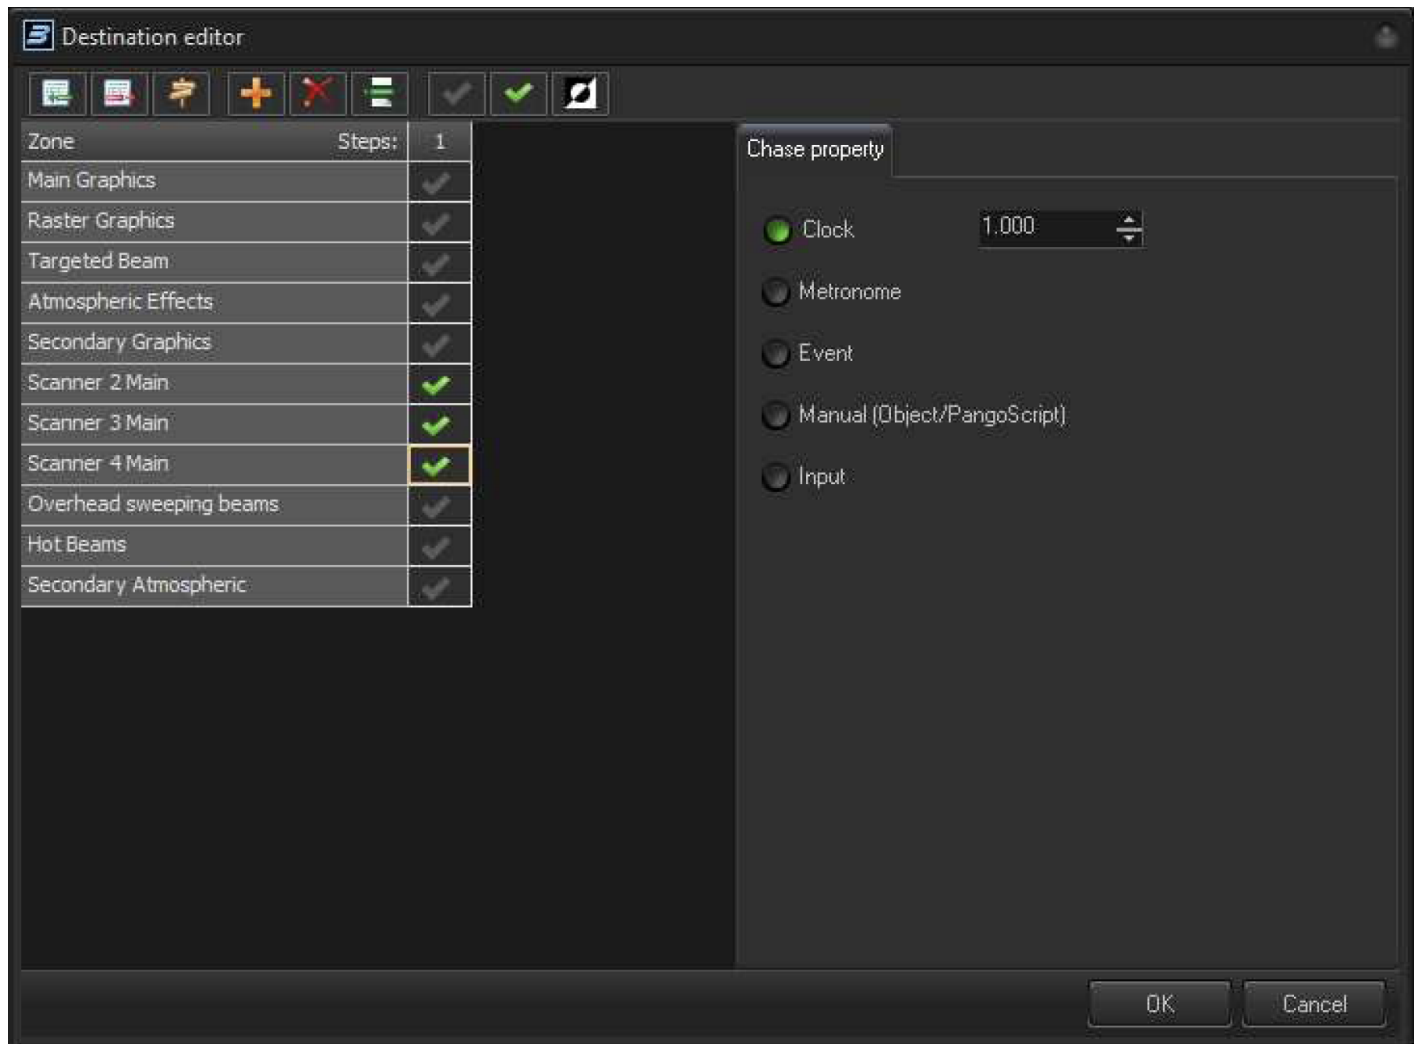 Destination editor
Zone Steps: 1
Main Graphics
Raster Graphics
Targeted Beam
Atmospheric Effects
Secondary Graphics
Scanner 2 Main
Scanner 3 Main
Scanner 4 Main
Overhead sweeping beams
Hot Beams
Secondary Atmospheric
Chase property
Clock 1.000
Metronome
Event
Manual (Object/PangoScript)
Input
OK Cancel